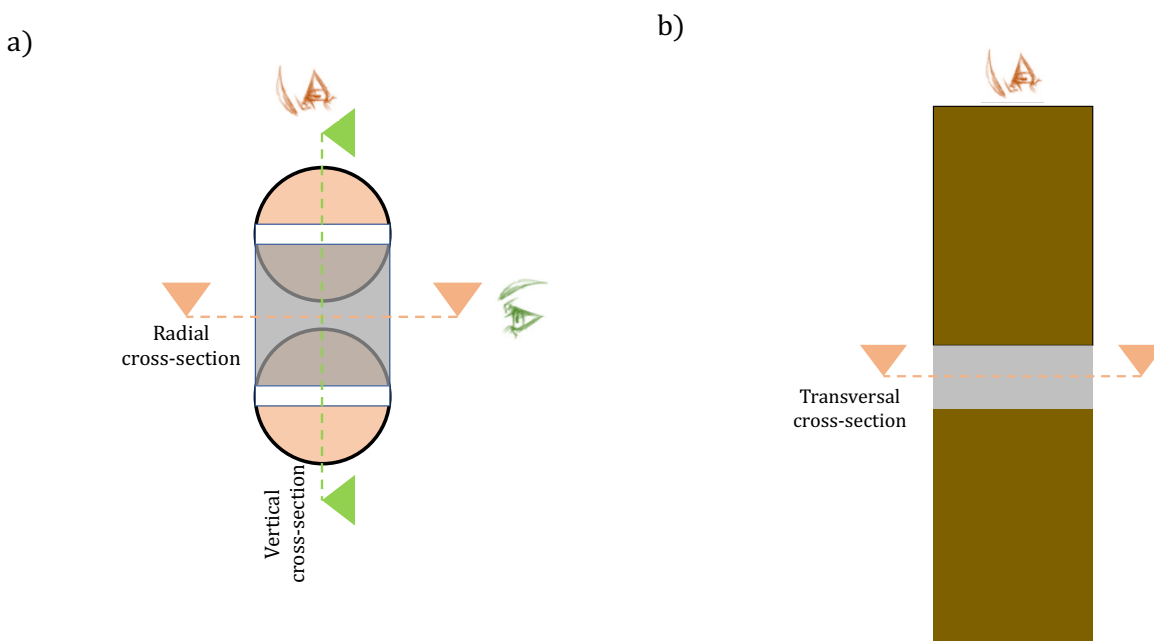 a)
b)
Radial
cross-section
Vertical
cross-section
Transversal
cross-section